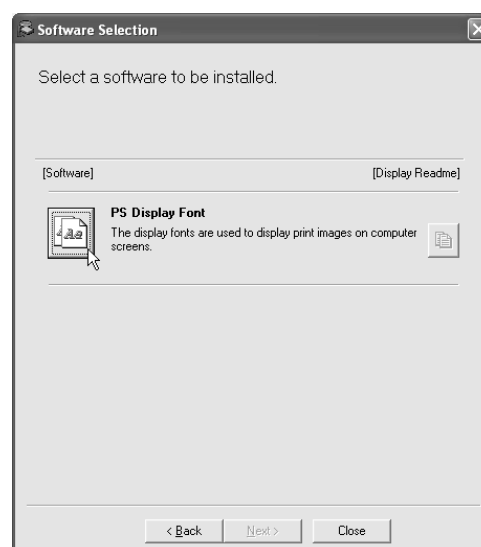 Software Selection
Select a software to be installed.
[Software] [Display Readme]
PS Display Font
The display fonts are used to display print images on computer
screens.
< Back Next > Close